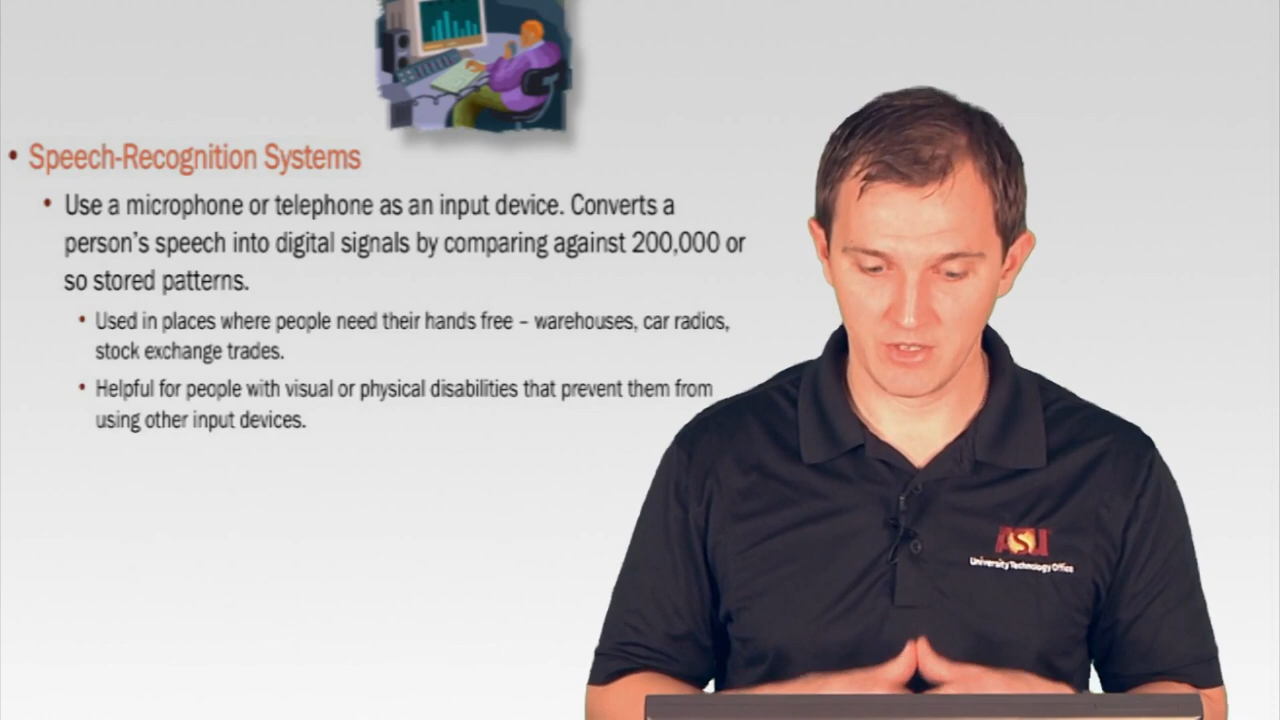 • Speech-Recognition Systems
• Use a microphone or telephone as an input device. Converts a
person's speech into digital signals by comparing against 200,000 or
so stored patterns.
• Used in places where people need their hands free – warehouses, car radios,
stock exchange trades.
• Helpful for people with visual or physical disabilities that prevent them from
using other input devices.
ASU
University Technology Office